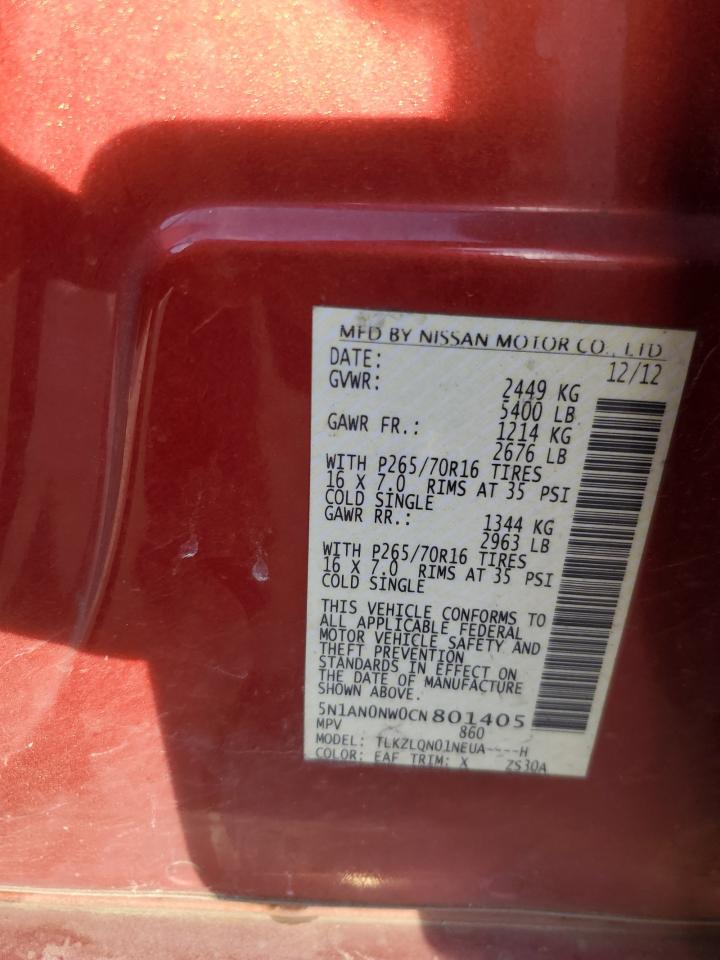 MFD BY NISSAN MOTOR CO., LTD
DATE: 12/12
GVWR: 2449 KG
5400 LB
GAWR FR.: 1214 KG
2676 LB
WITH P265/70R16 TIRES
16 X 7.0 RIMS AT 35 PSI
COLD SINGLE
GAWR RR.: 1344 KG
2963 LB
WITH P265/70R16 TIRES
16 X 7.0 RIMS AT 35 PSI
COLD SINGLE
THIS VEHICLE CONFORMS TO
ALL APPLICABLE FEDERAL
MOTOR VEHICLE SAFETY AND
THEFT PREVENTION
STANDARDS IN EFFECT ON
THE DATE OF MANUFACTURE
SHOWN ABOVE.
5N1AN0NW0CN801405
MPV 860
MODEL: TLKZLQN01NEUA----H
COLOR: EAF TRIM: X ZS30A